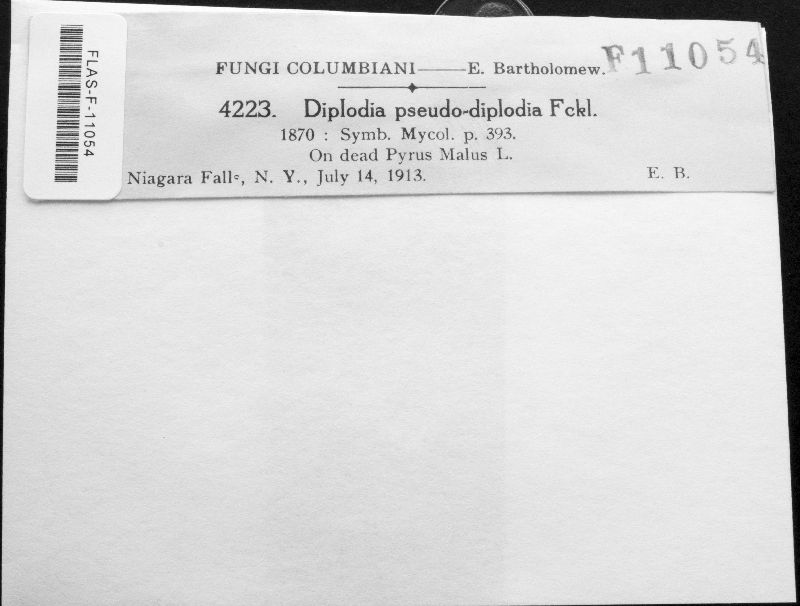 FLAS-F-11054
F11054
FUNGI COLUMBIANI——E. Bartholomew.
4223. Diplodia pseudo-diplodia Fckl.
1870 : Symb. Mycol. p. 393.
On dead Pyrus Malus L.
Niagara Falls, N. Y., July 14, 1913. E. B.